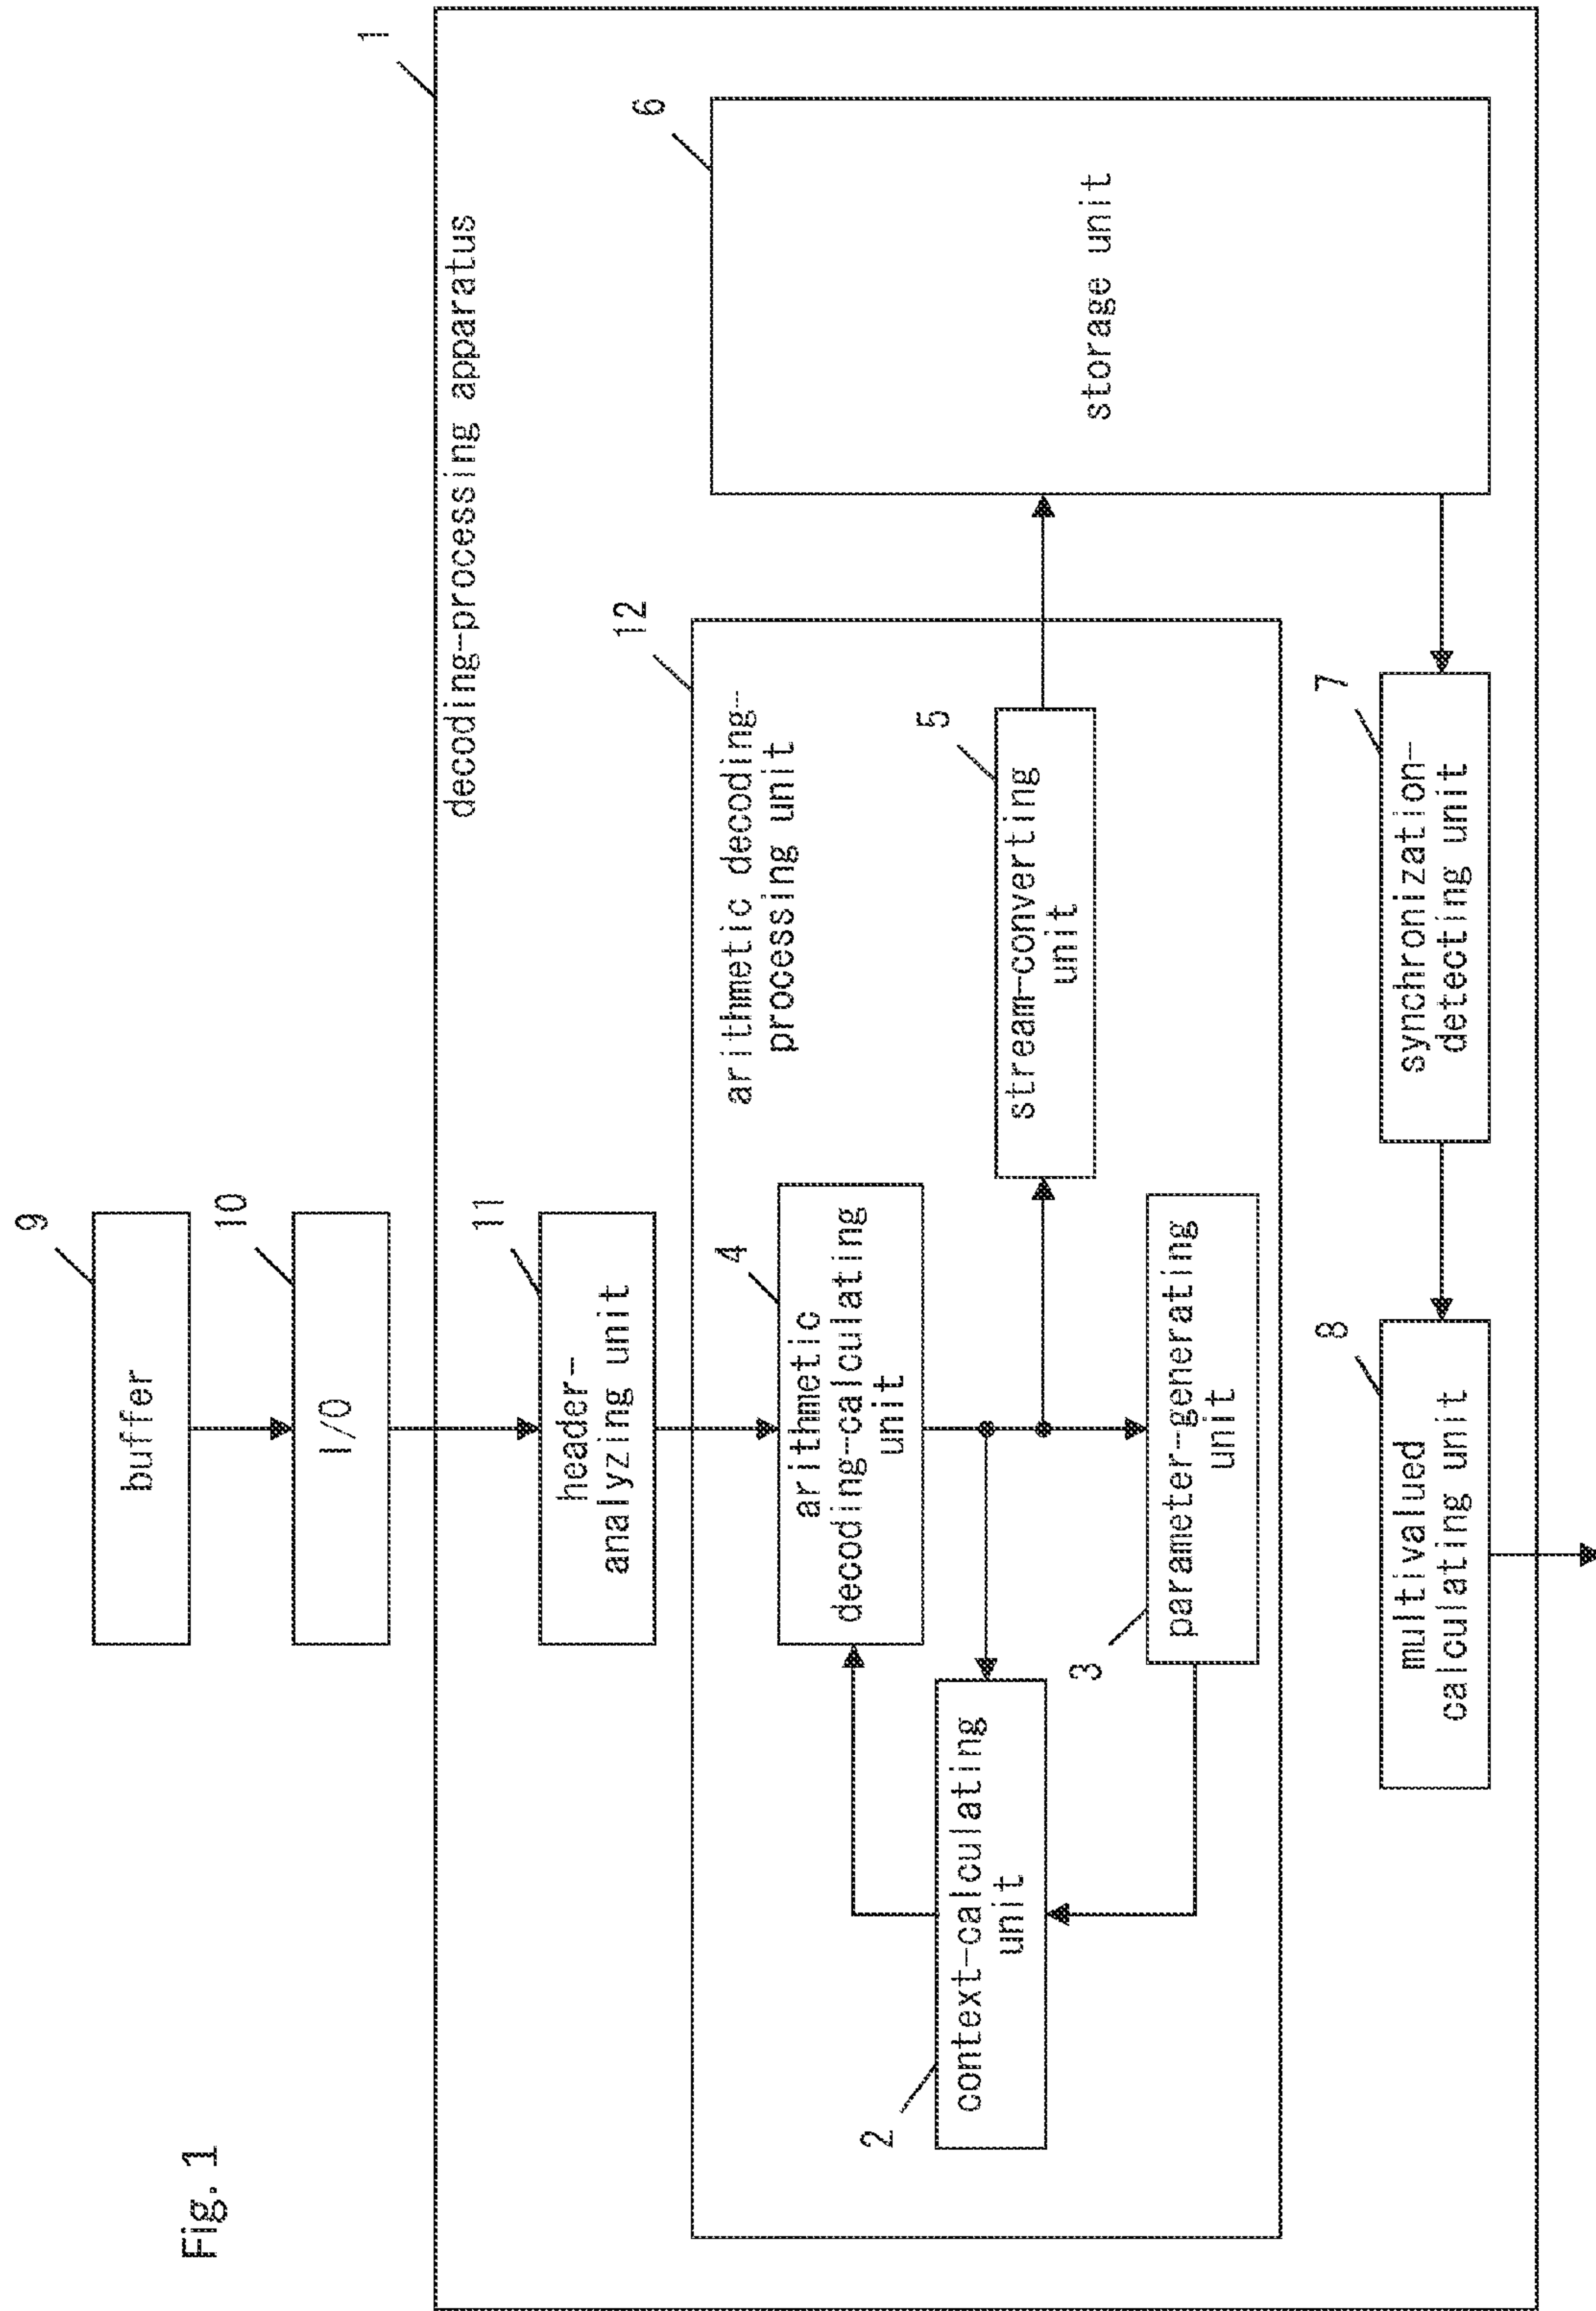 Fig. 1
9
buffer
10
I/O
1
decoding-processing apparatus
11
header-
analyzing unit
12
arithmetic decoding-
processing unit
4
arithmetic
decoding-calculating
unit
2
context-calculating
unit
3
parameter-generating
unit
5
stream-converting
unit
6
storage unit
7
synchronization-
detecting unit
8
multivalued
calculating unit